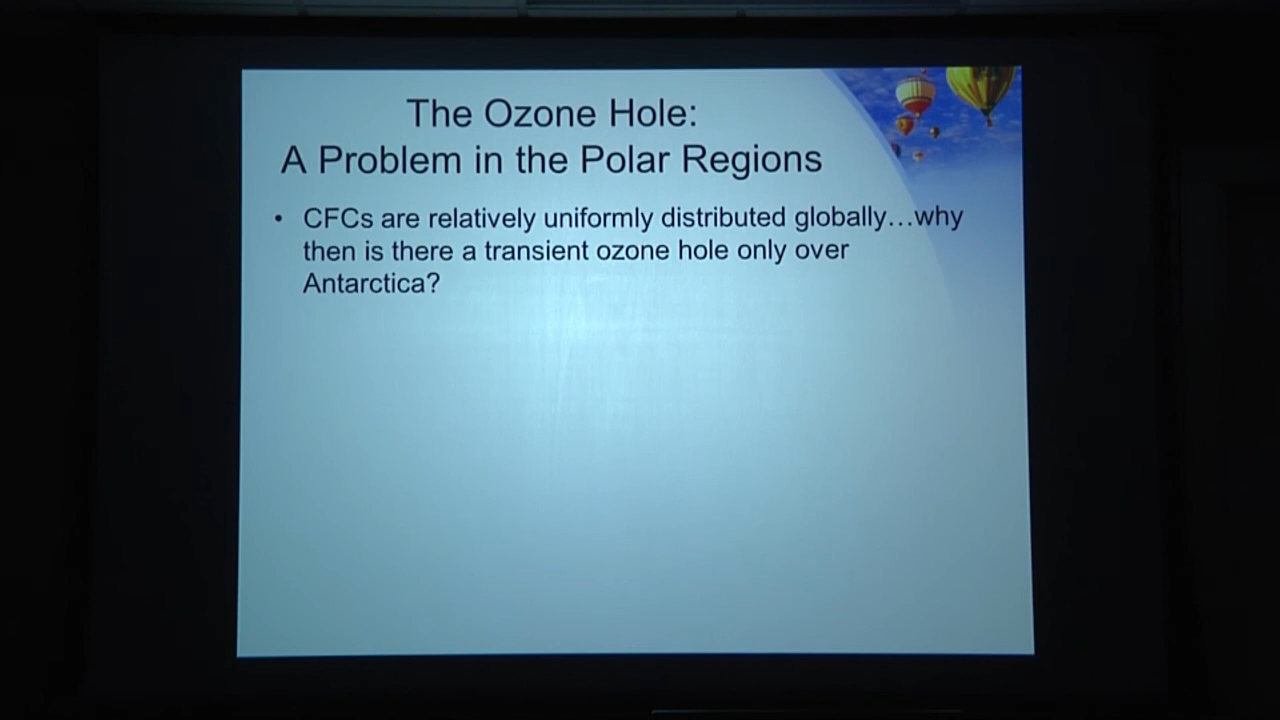 The Ozone Hole:
A Problem in the Polar Regions
• CFCs are relatively uniformly distributed globally…why
then is there a transient ozone hole only over
Antarctica?